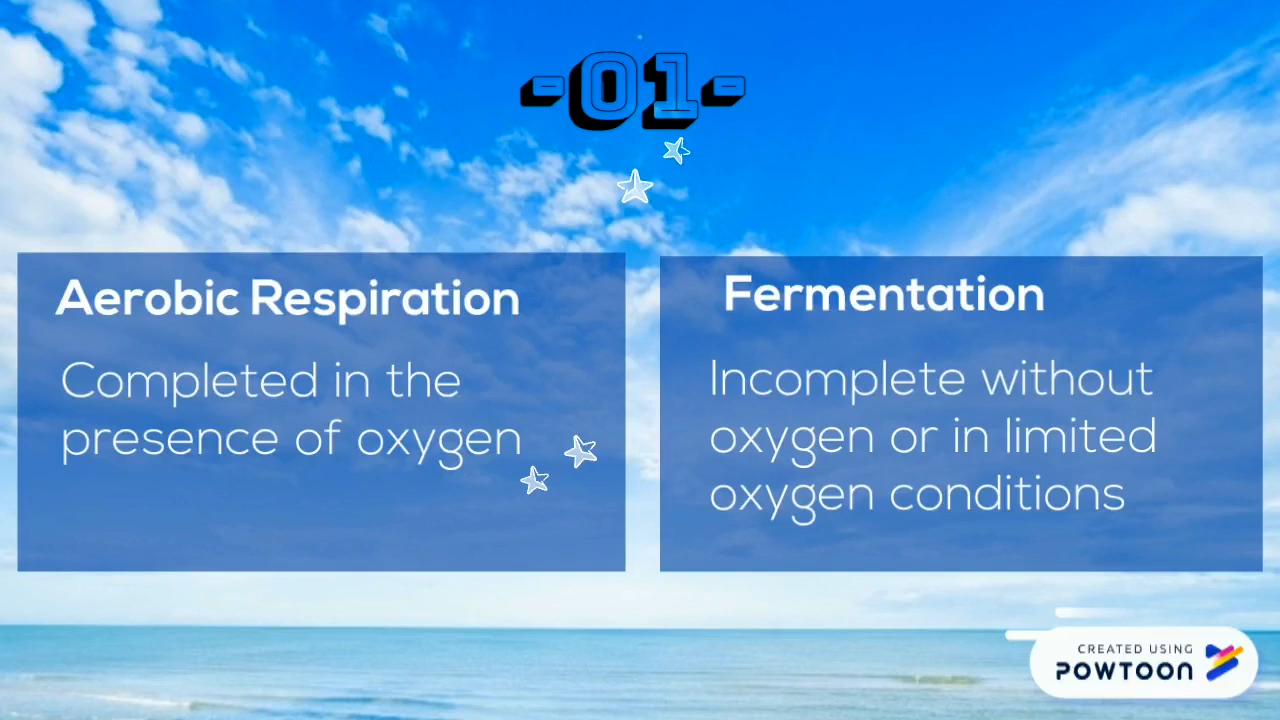 -01-
Aerobic Respiration
Completed in the
presence of oxygen
Fermentation
Incomplete without
oxygen or in limited
oxygen conditions
CREATED USING
POWTOON